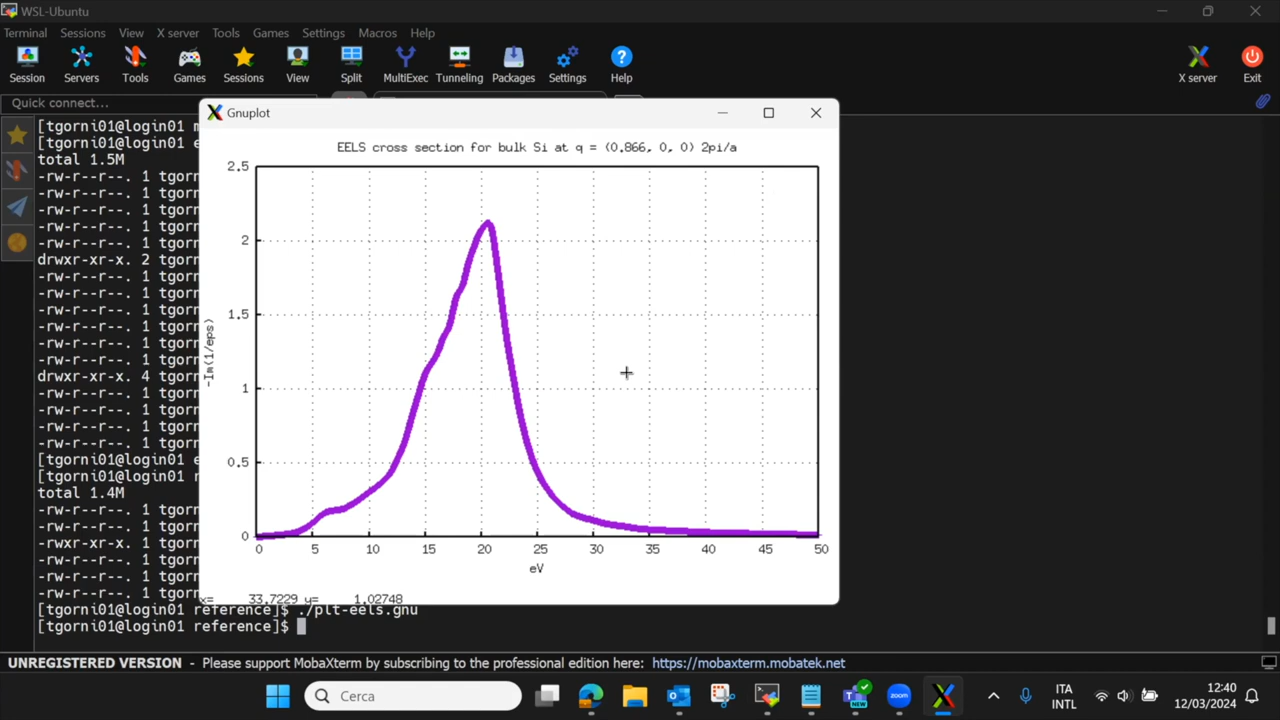 WSL-Ubuntu
Terminal Sessions View X server Tools Games Settings Macros Help
Session Servers Tools Games Sessions View Split MultiExec Tunneling Packages Settings Help X server Exit
Quick connect...
[tgorni01@login01 m
[tgorni01@login01 e
total 1.5M
-rw-r--r--. 1 tgorn
-rw-r--r--. 1 tgorn
-rw-r--r--. 1 tgorn
-rw-r--r--. 1 tgorn
-rw-r--r--. 1 tgorn
drwxr-xr-x. 2 tgorn
-rw-r--r--. 1 tgorn
-rw-r--r--. 1 tgorn
-rw-r--r--. 1 tgorn
-rw-r--r--. 1 tgorn
-rw-r--r--. 1 tgorn
-rw-r--r--. 1 tgorn
drwxr-xr-x. 4 tgorn
-rw-r--r--. 1 tgorn
-rw-r--r--. 1 tgorn
-rw-r--r--. 1 tgorn
-rw-r--r--. 1 tgorn
[tgorni01@login01 e
[tgorni01@login01 r
total 1.4M
-rw-r--r--. 1 tgorn
-rw-r--r--. 1 tgorn
rwxr-xr-x. 1 tgorn
-rw-r--r--. 1 tgorn
-rw-r--r--. 1 tgorn
-rw-r--r--. 1 tgorn
[tgorni01@login01 reference]$ ./plt-eels.gnu
[tgorni01@login01 reference]$
Gnuplot
EELS cross section for bulk Si at q = (0.866, 0, 0) 2pi/a
2.5
2
1.5
1
0.5
0
-Im(1/eps)
0 5 10 15 20 25 30 35 40 45 50
eV
x= 33.7229 y= 1.02748
UNREGISTERED VERSION - Please support MobaXterm by subscribing to the professional edition here: https://mobaxterm.mobatek.net
Cerca
NEW
zoom
ITA
INTL
12:40
12/03/2024